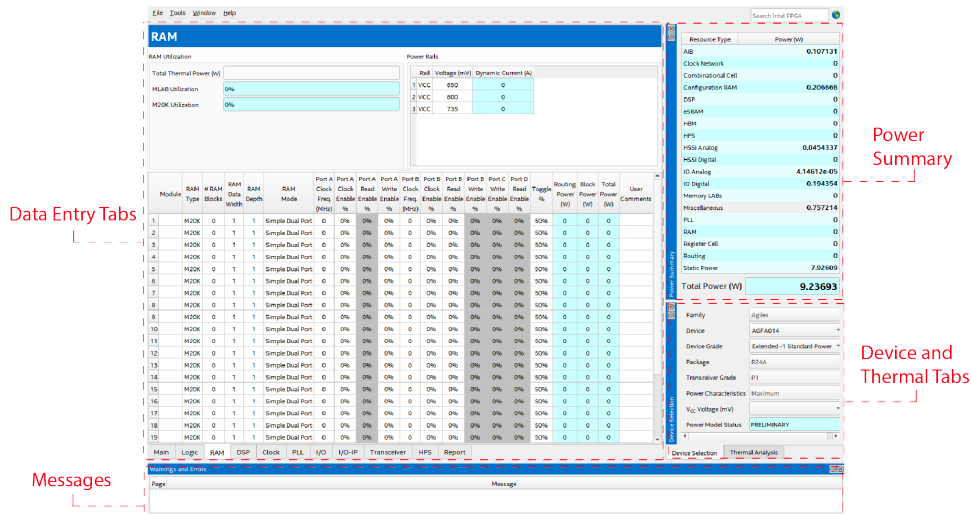 File Tools Window Help
Search Intel FPGA
RAM
RAM Utilization
Total Thermal Power (W)
MLAB Utilization 0%
M20K Utilization 0%
Power Rails
Rail Voltage (mV) Dynamic Current (A)
1 VCC 850 0
2 VCC 800 0
3 VCC 735 0
Module RAM Type # RAM Blocks RAM Data Width RAM Depth RAM Mode Port A Clock Freq. (MHz) Port A Clock Enable % Port A Read Enable % Port A Write Enable % Port B Clock Freq. (MHz) Port B Clock Enable % Port B Read Enable % Port B Write Enable % Port C Write Enable % Port D Read Enable % Toggle % Routing Power (W) Block Power (W) Total Power (W) User Comments
1 M20K 0 1 1 Simple Dual Port 0 0% 0% 0% 0 0% 0% 0% 0% 0% 50% 0 0 0
2 M20K 0 1 1 Simple Dual Port 0 0% 0% 0% 0 0% 0% 0% 0% 0% 50% 0 0 0
3 M20K 0 1 1 Simple Dual Port 0 0% 0% 0% 0 0% 0% 0% 0% 0% 50% 0 0 0
4 M20K 0 1 1 Simple Dual Port 0 0% 0% 0% 0 0% 0% 0% 0% 0% 50% 0 0 0
5 M20K 0 1 1 Simple Dual Port 0 0% 0% 0% 0 0% 0% 0% 0% 0% 50% 0 0 0
6 M20K 0 1 1 Simple Dual Port 0 0% 0% 0% 0 0% 0% 0% 0% 0% 50% 0 0 0
7 M20K 0 1 1 Simple Dual Port 0 0% 0% 0% 0 0% 0% 0% 0% 0% 50% 0 0 0
8 M20K 0 1 1 Simple Dual Port 0 0% 0% 0% 0 0% 0% 0% 0% 0% 50% 0 0 0
9 M20K 0 1 1 Simple Dual Port 0 0% 0% 0% 0 0% 0% 0% 0% 0% 50% 0 0 0
10 M20K 0 1 1 Simple Dual Port 0 0% 0% 0% 0 0% 0% 0% 0% 0% 50% 0 0 0
11 M20K 0 1 1 Simple Dual Port 0 0% 0% 0% 0 0% 0% 0% 0% 0% 50% 0 0 0
12 M20K 0 1 1 Simple Dual Port 0 0% 0% 0% 0 0% 0% 0% 0% 0% 50% 0 0 0
13 M20K 0 1 1 Simple Dual Port 0 0% 0% 0% 0 0% 0% 0% 0% 0% 50% 0 0 0
14 M20K 0 1 1 Simple Dual Port 0 0% 0% 0% 0 0% 0% 0% 0% 0% 50% 0 0 0
15 M20K 0 1 1 Simple Dual Port 0 0% 0% 0% 0 0% 0% 0% 0% 0% 50% 0 0 0
16 M20K 0 1 1 Simple Dual Port 0 0% 0% 0% 0 0% 0% 0% 0% 0% 50% 0 0 0
17 M20K 0 1 1 Simple Dual Port 0 0% 0% 0% 0 0% 0% 0% 0% 0% 50% 0 0 0
18 M20K 0 1 1 Simple Dual Port 0 0% 0% 0% 0 0% 0% 0% 0% 0% 50% 0 0 0
19 M20K 0 1 1 Simple Dual Port 0 0% 0% 0% 0 0% 0% 0% 0% 0% 50% 0 0 0
Main Logic RAM DSP Clock PLL I/O I/O-IP Transceiver HPS Report
Power Summary
Resource Type Power (W)
AIB 0.107131
Clock Network 0
Combinational Cell 0
Configuration RAM 0.206666
DSP 0
eSRAM 0
HBM 0
HPS 0
HSSI Analog 0.0454337
HSSI Digital 0
IO Analog 4.14612e-05
IO Digital 0.194354
Memory LABs 0
Miscellaneous 0.757214
PLL 0
RAM 0
Register Cell 0
Routing 0
Static Power 7.92609
Total Power (W) 9.23693
Device Selection
Family Agilex
Device AGFA014
Device Grade Extended -1 Standard Power
Package R24A
Transceiver Grade P1
Power Characteristics Maximum
VCC Voltage (mV)
Power Model Status PRELIMINARY
Device Selection Thermal Analysis
Warnings and Errors
Page Message
Data Entry Tabs
Messages
Power
Summary
Device and
Thermal Tabs